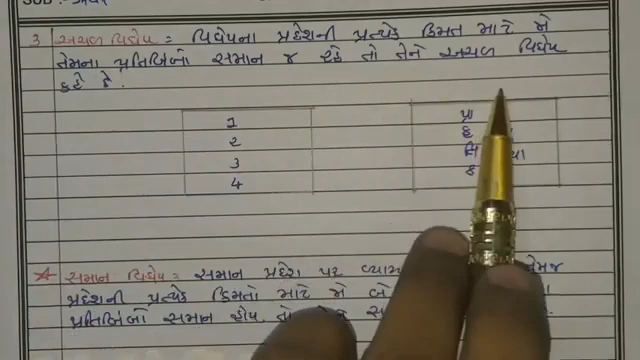 SUB:-
3 અચળ વિધેય = વિધેયના પ્રદેશની પ્રત્યેક કિંમત માટે જો
તેમના પ્રતિબિંબો સમાન જ રહે તો તેને અચળ વિધેય
કહે છે.
1
2
3
4
સમાન વિધેય = સમાન પ્રદેશ પર
પ્રદેશની પ્રત્યેક કિંમતો માટે જો
પ્રતિબિંબો સમાન હોય તો